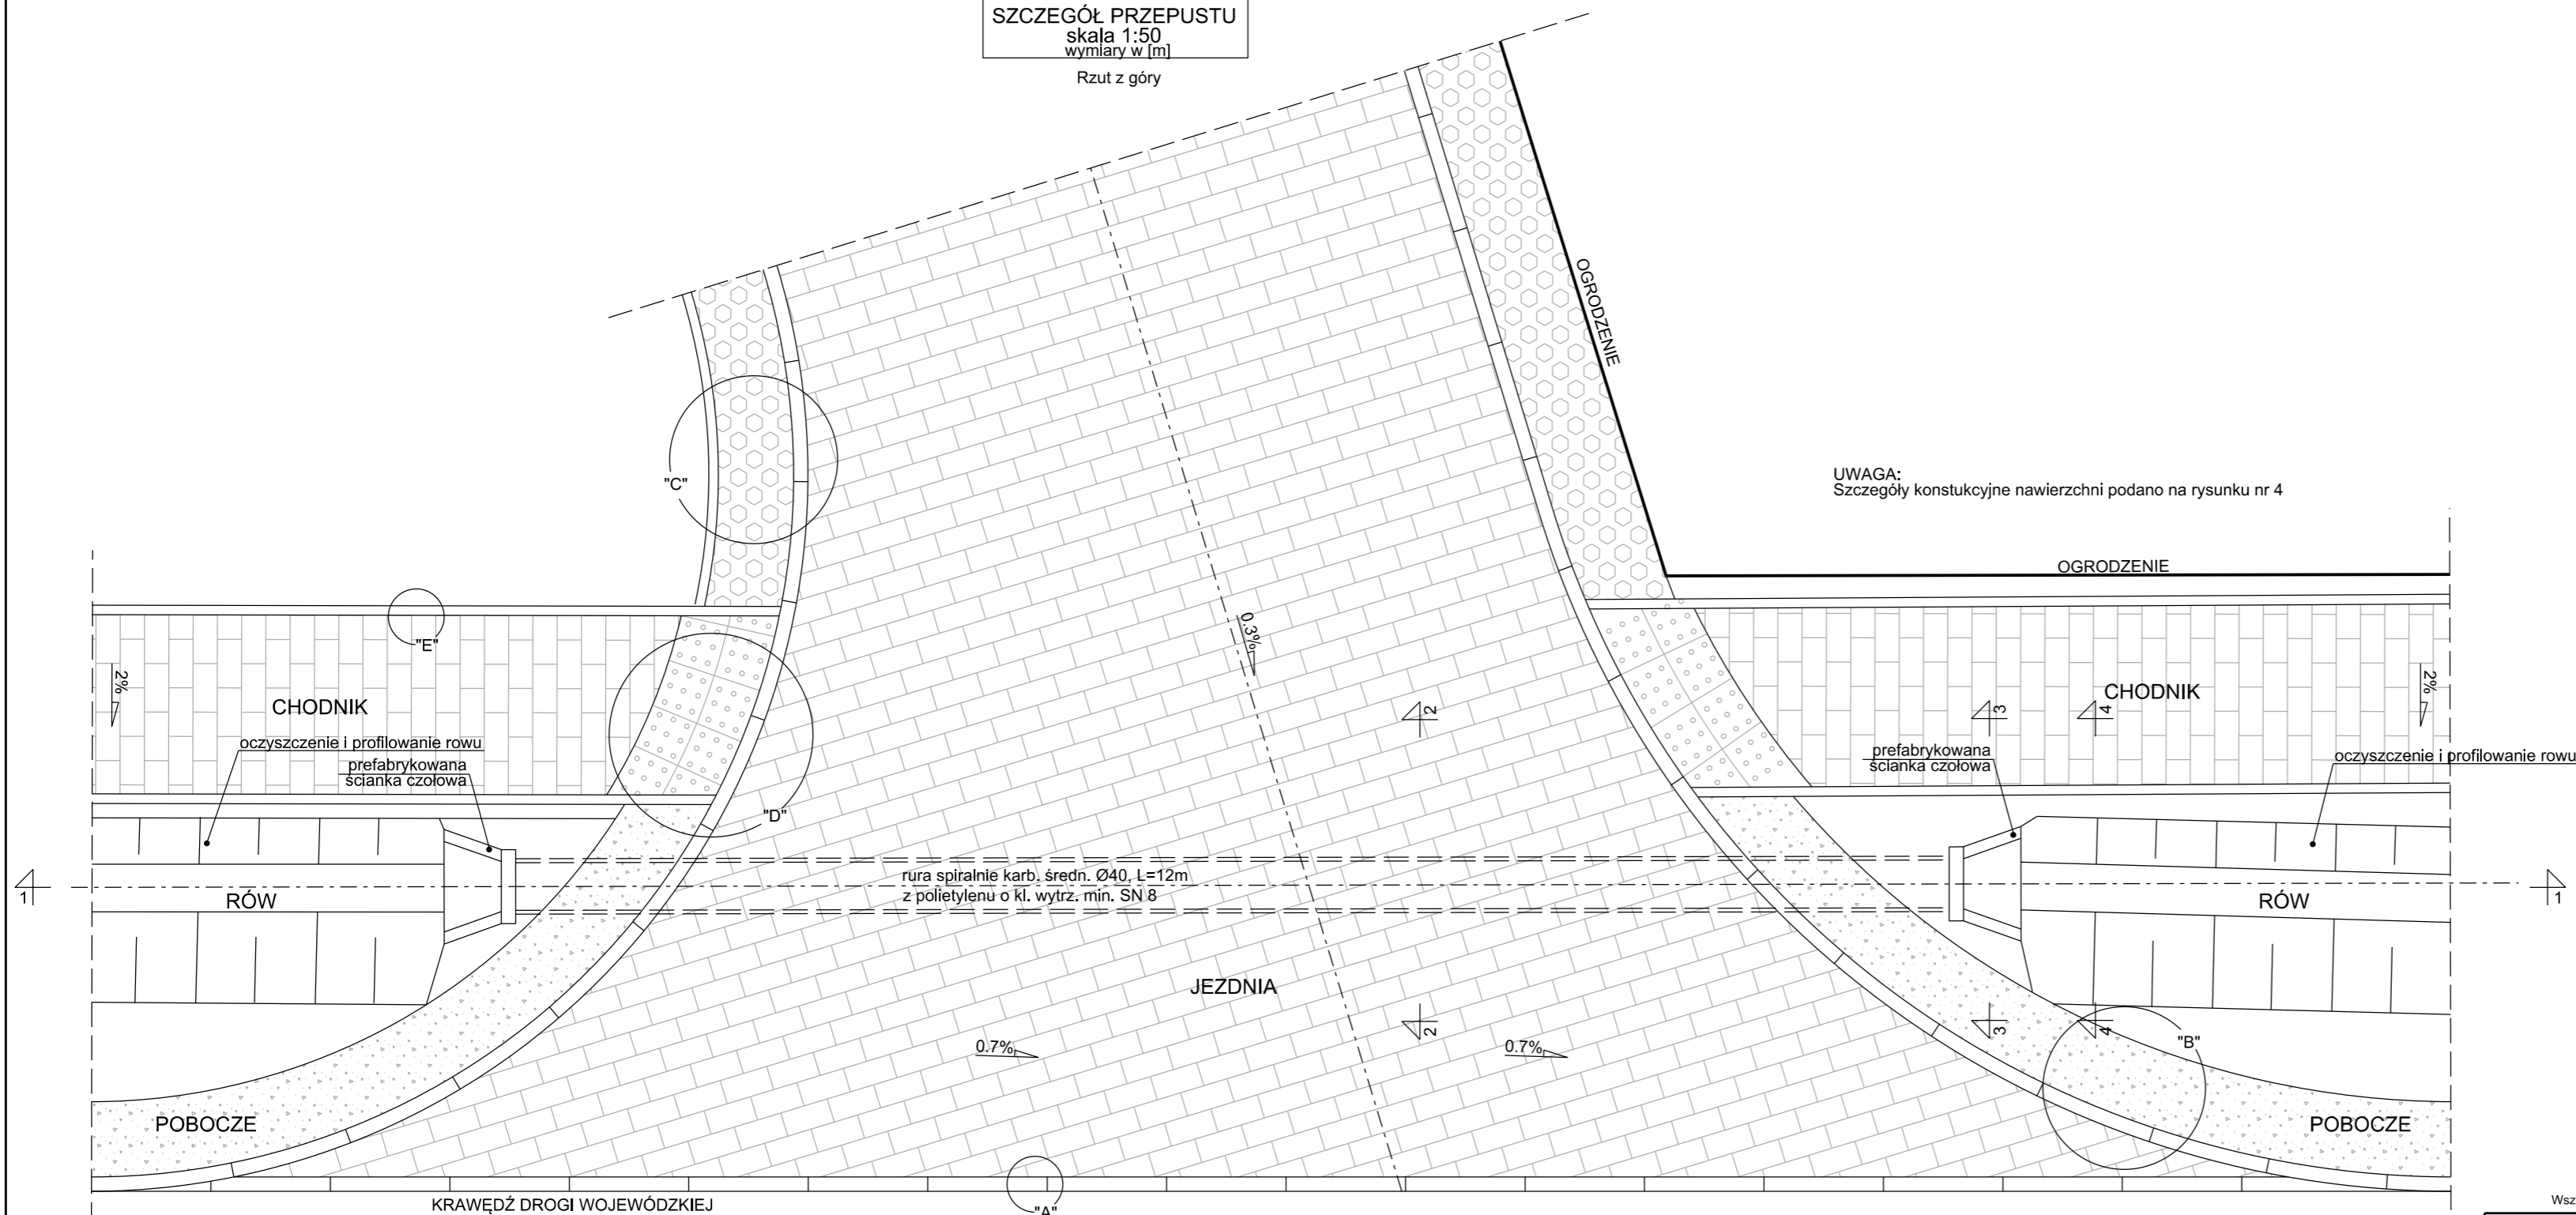 SZCZEGÓŁ PRZEPUSTU
skala 1:50
wymiary w [m]
Rzut z góry
OGRODZENIE
"C"
UWAGA:
Szczegóły konstukcyjne nawierzchni podano na rysunku nr 4
OGRODZENIE
"E"
0.3%
2%
CHODNIK
2
3
4
CHODNIK
2%
oczyszczenie i profilowanie rowu
prefabrykowana
ścianka czołowa
"D"
prefabrykowana
ścianka czołowa
oczyszczenie i profilowanie rowu
1
RÓW
rura spiralnie karb. średn. Ø40, L=12m
z polietylenu o kl. wytrz. min. SN 8
RÓW
1
JEZDNIA
2
3
4
0.7%
0.7%
"B"
POBOCZE
POBOCZE
KRAWĘDŹ DROGI WOJEWÓDZKIEJ
"A"
Wsz